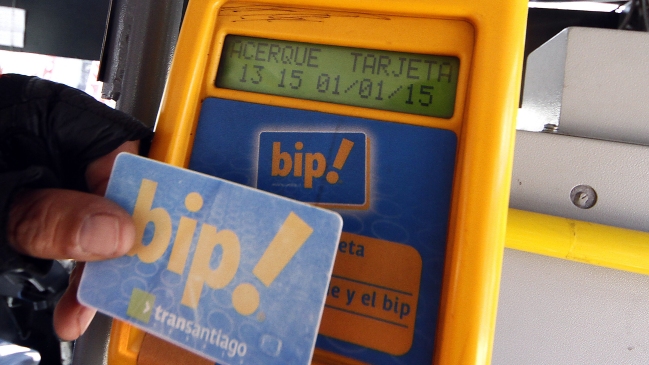 ACERQUE TARJETA
13 15 01/01/15
bip!
eta
e y el bip
bip!
transantiago